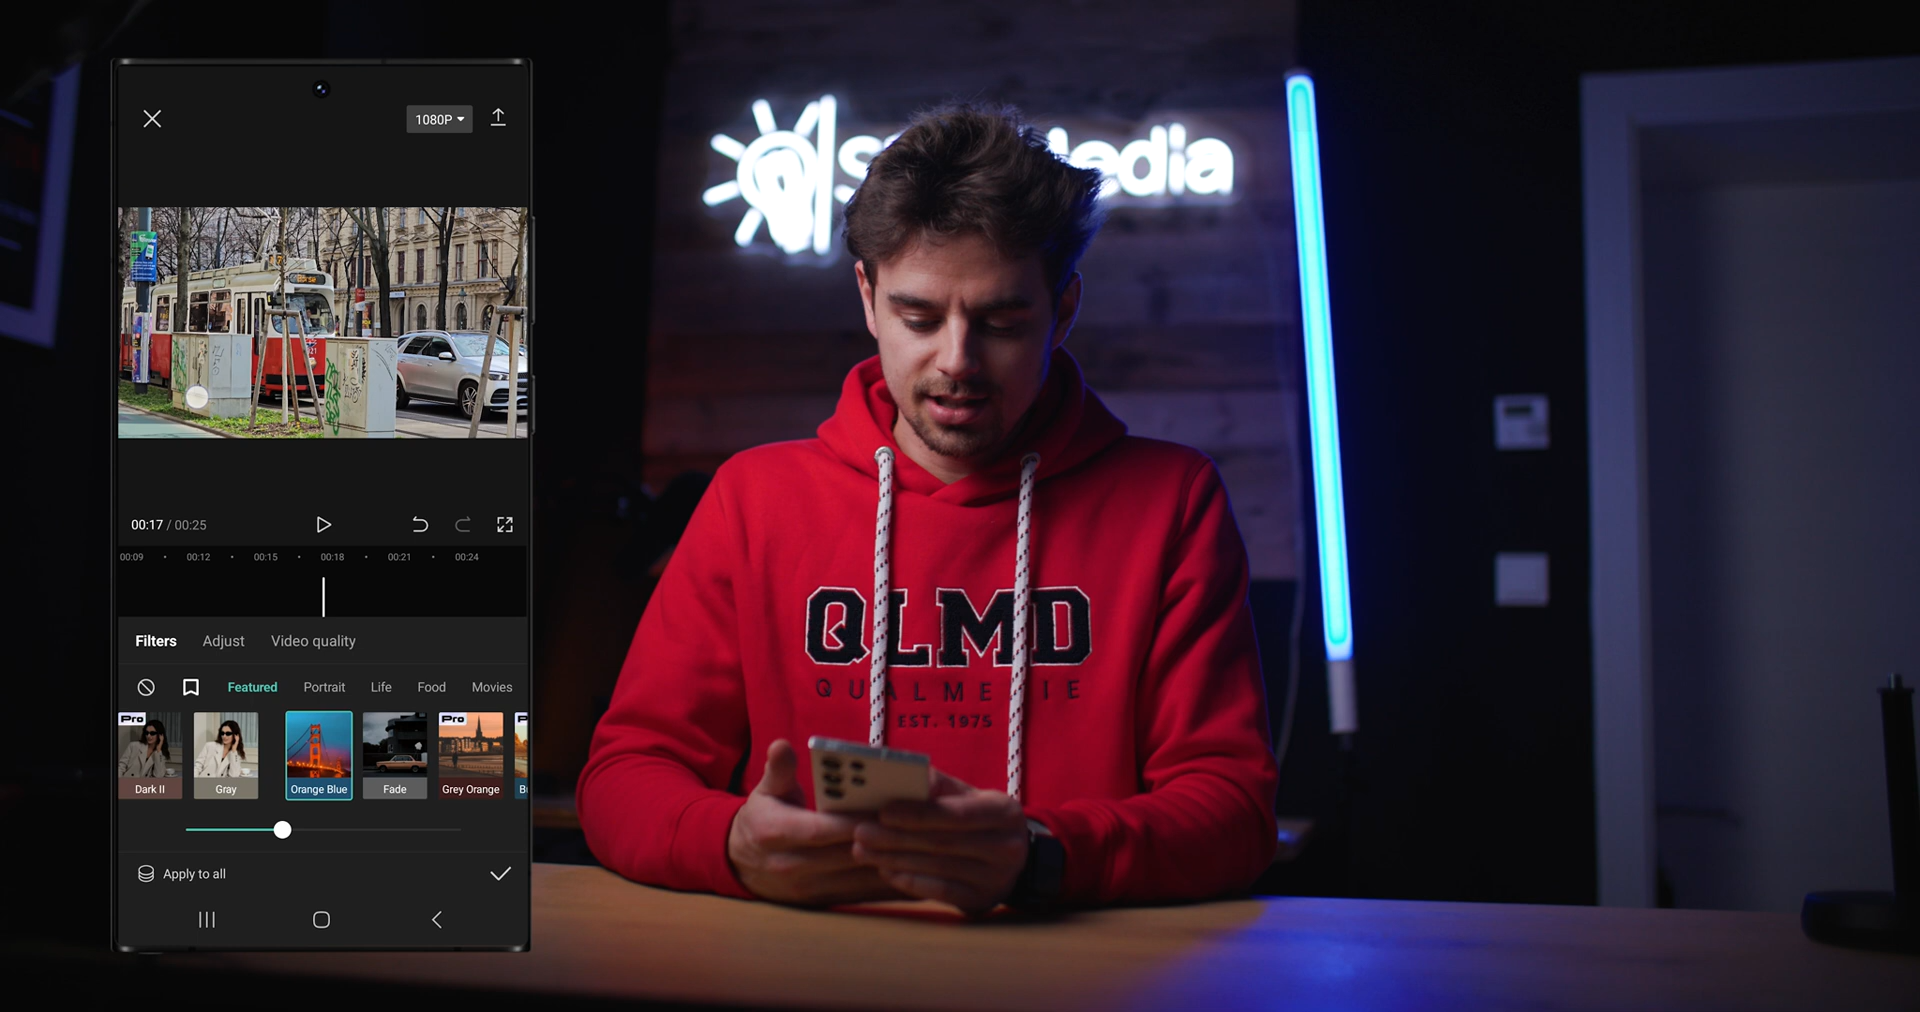 1080P
00:17 / 00:25
00:09 00:12 00:15 00:18 00:21 00:24
Filters Adjust Video quality
Featured Portrait Life Food Movies
Pro Pro
Dark II Gray Orange Blue Fade Grey Orange
Apply to all
edia
QLMD
EST. 1975